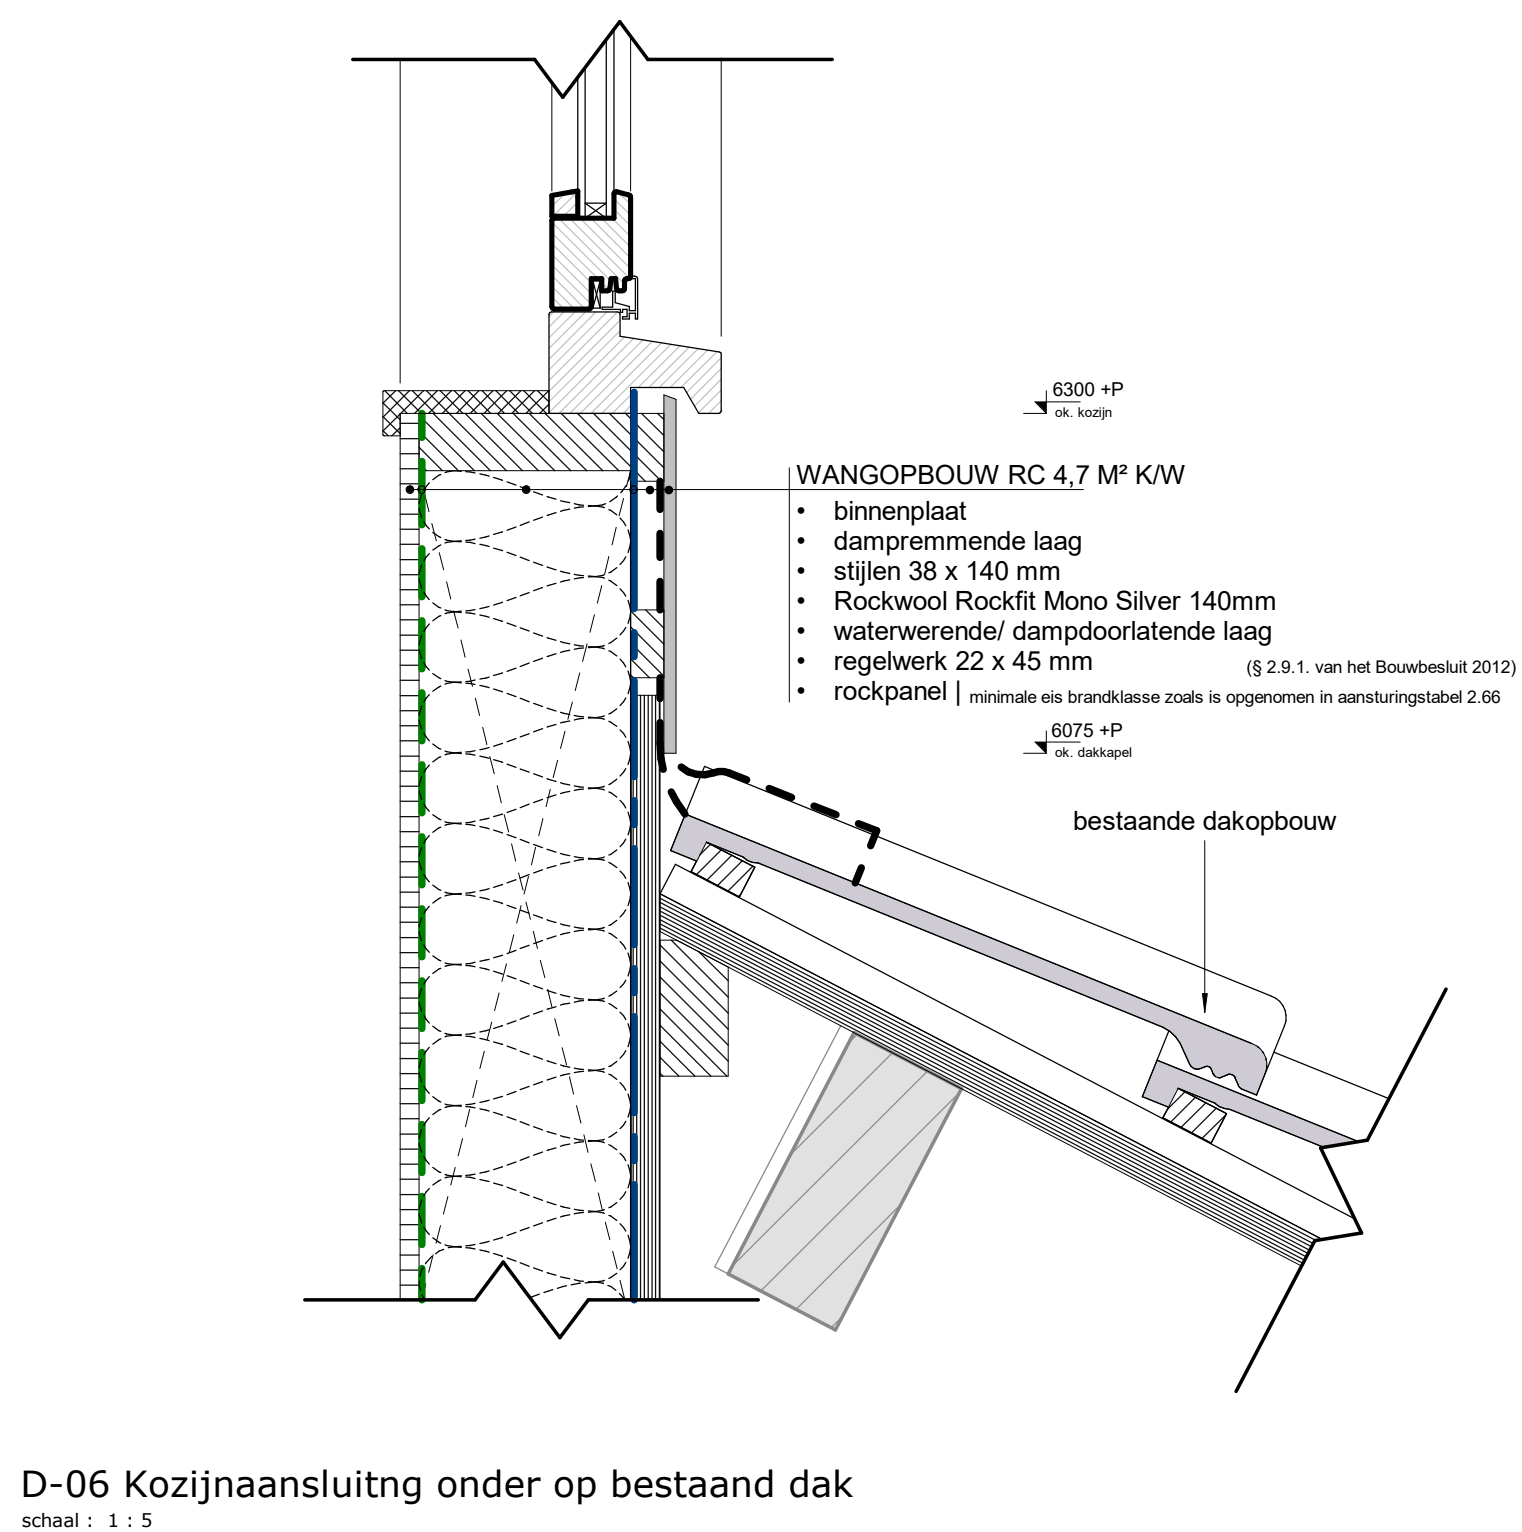 6300 +P
ok. kozijn
WANGOPBOUW RC 4,7 M² K/W
• binnenplaat
• dampremmende laag
• stijlen 38 x 140 mm
• Rockwool Rockfit Mono Silver 140mm
• waterwerende/ dampdoorlatende laag
• regelwerk 22 x 45 mm (§ 2.9.1. van het Bouwbesluit 2012)
• rockpanel | minimale eis brandklasse zoals is opgenomen in aansturingstabel 2.66
6075 +P
ok. dakkapel
bestaande dakopbouw
D-06 Kozijnaansluitng onder op bestaand dak
schaal : 1 : 5